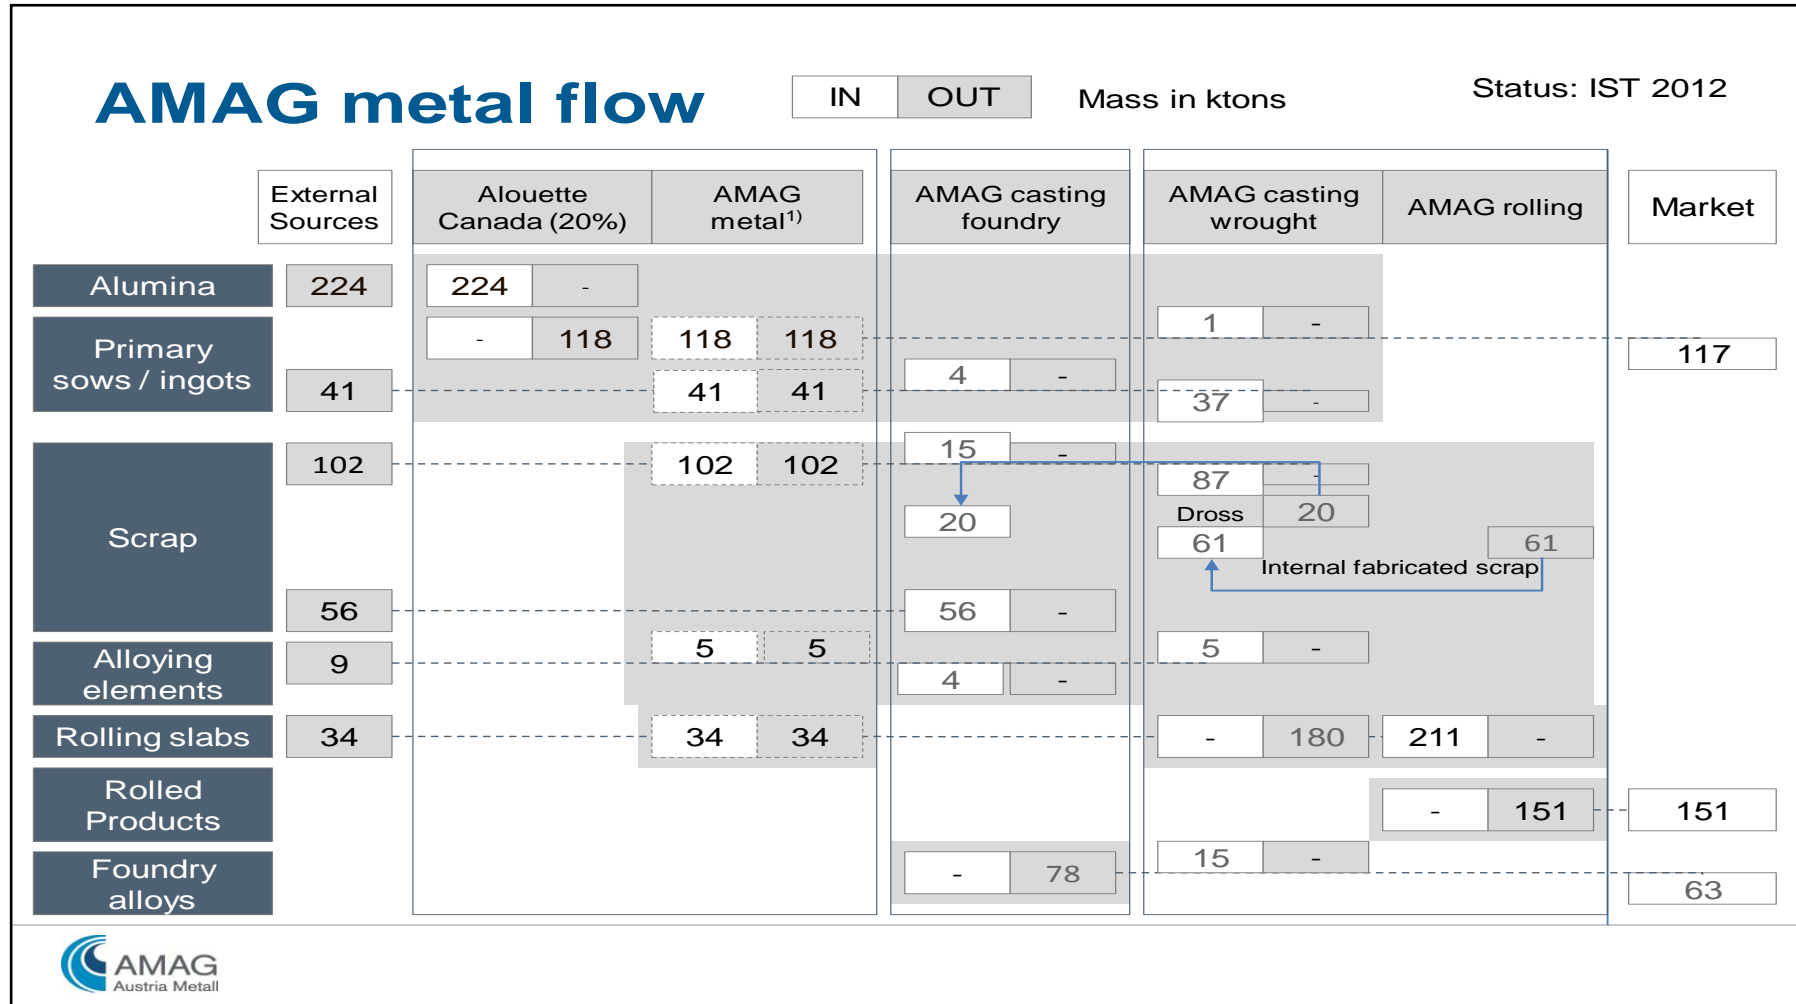 AMAG metal flow
IN OUT
Mass in ktons
Status: IST 2012
External
Sources
Alouette
Canada (20%)
AMAG
metal1)
AMAG casting
foundry
AMAG casting
wrought
AMAG rolling
Market
Alumina 224 224 -
Primary
sows / ingots
- 118 118 118 1 - 117
41 41 41 4 - 37 -
Scrap
102 102 102 15 - 87 -
20 Dross 20
61 61
Internal fabricated scrap
56 56 -
Alloying
elements
9 5 5 4 - 5 -
Rolling slabs 34 34 34 - 180 211 -
Rolled
Products
- 151 151
Foundry
alloys
- 78 15 - 63
AMAG
Austria Metall